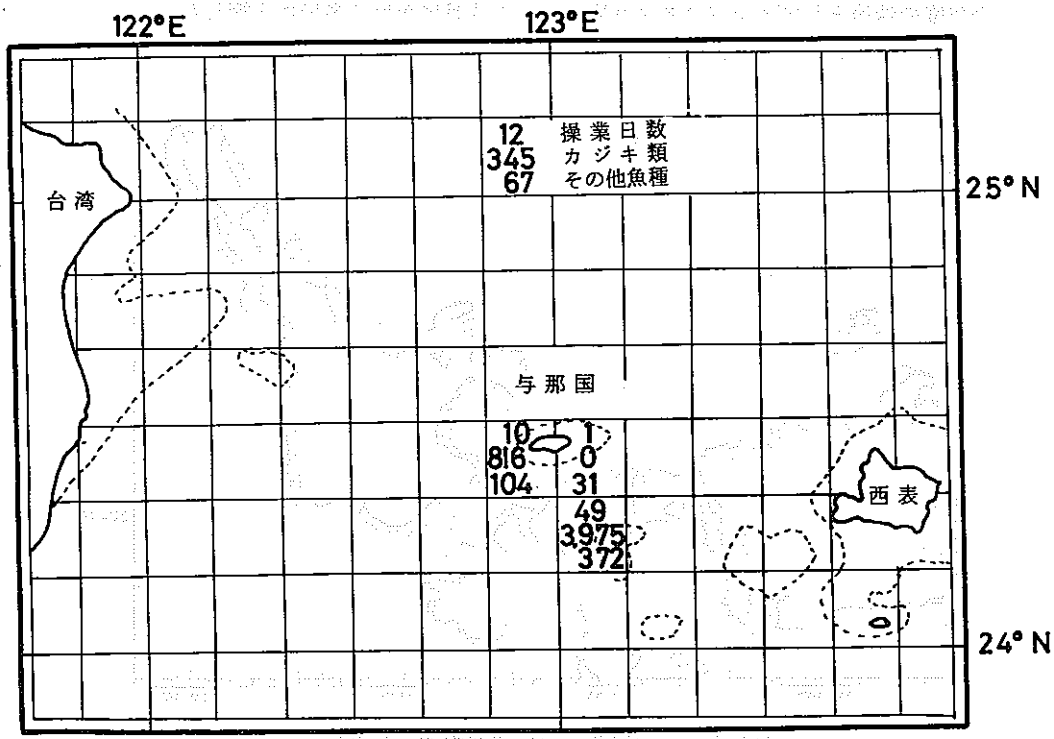 122°E 123°E
12 操業日数
345 カジキ類
67 その他魚種
25°N
台湾
与那国
10 1
816 0
104 31
西表
49
3,975
372
24°N